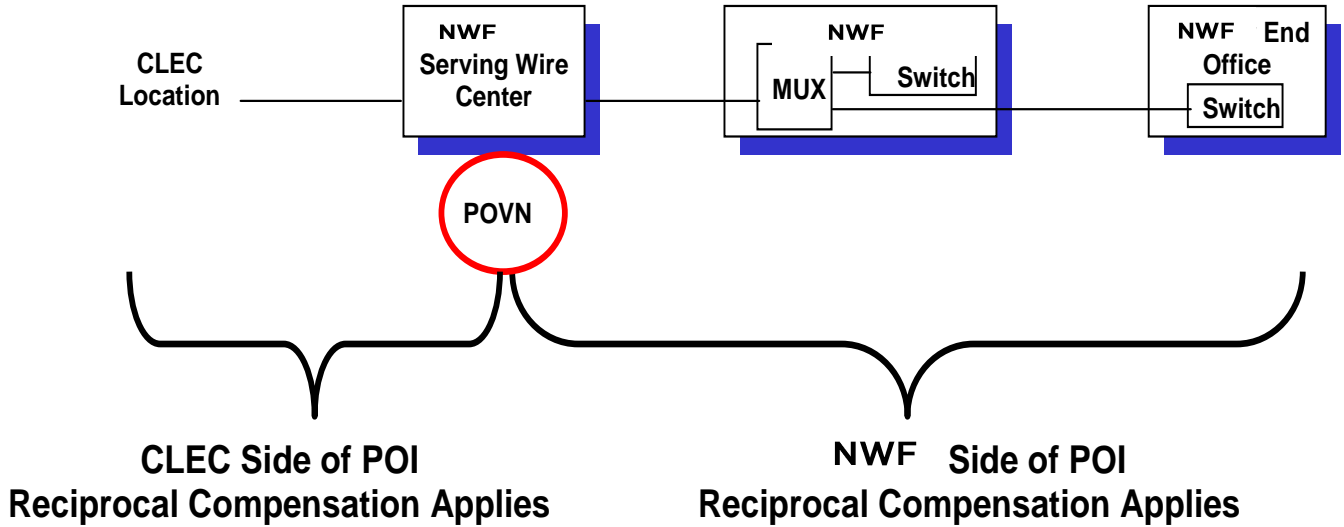 CLEC
Location
NWF
Serving Wire
Center
NWF
MUX
Switch
NWF End
Office
Switch
POVN
CLEC Side of POI
Reciprocal Compensation Applies
NWF Side of POI
Reciprocal Compensation Applies